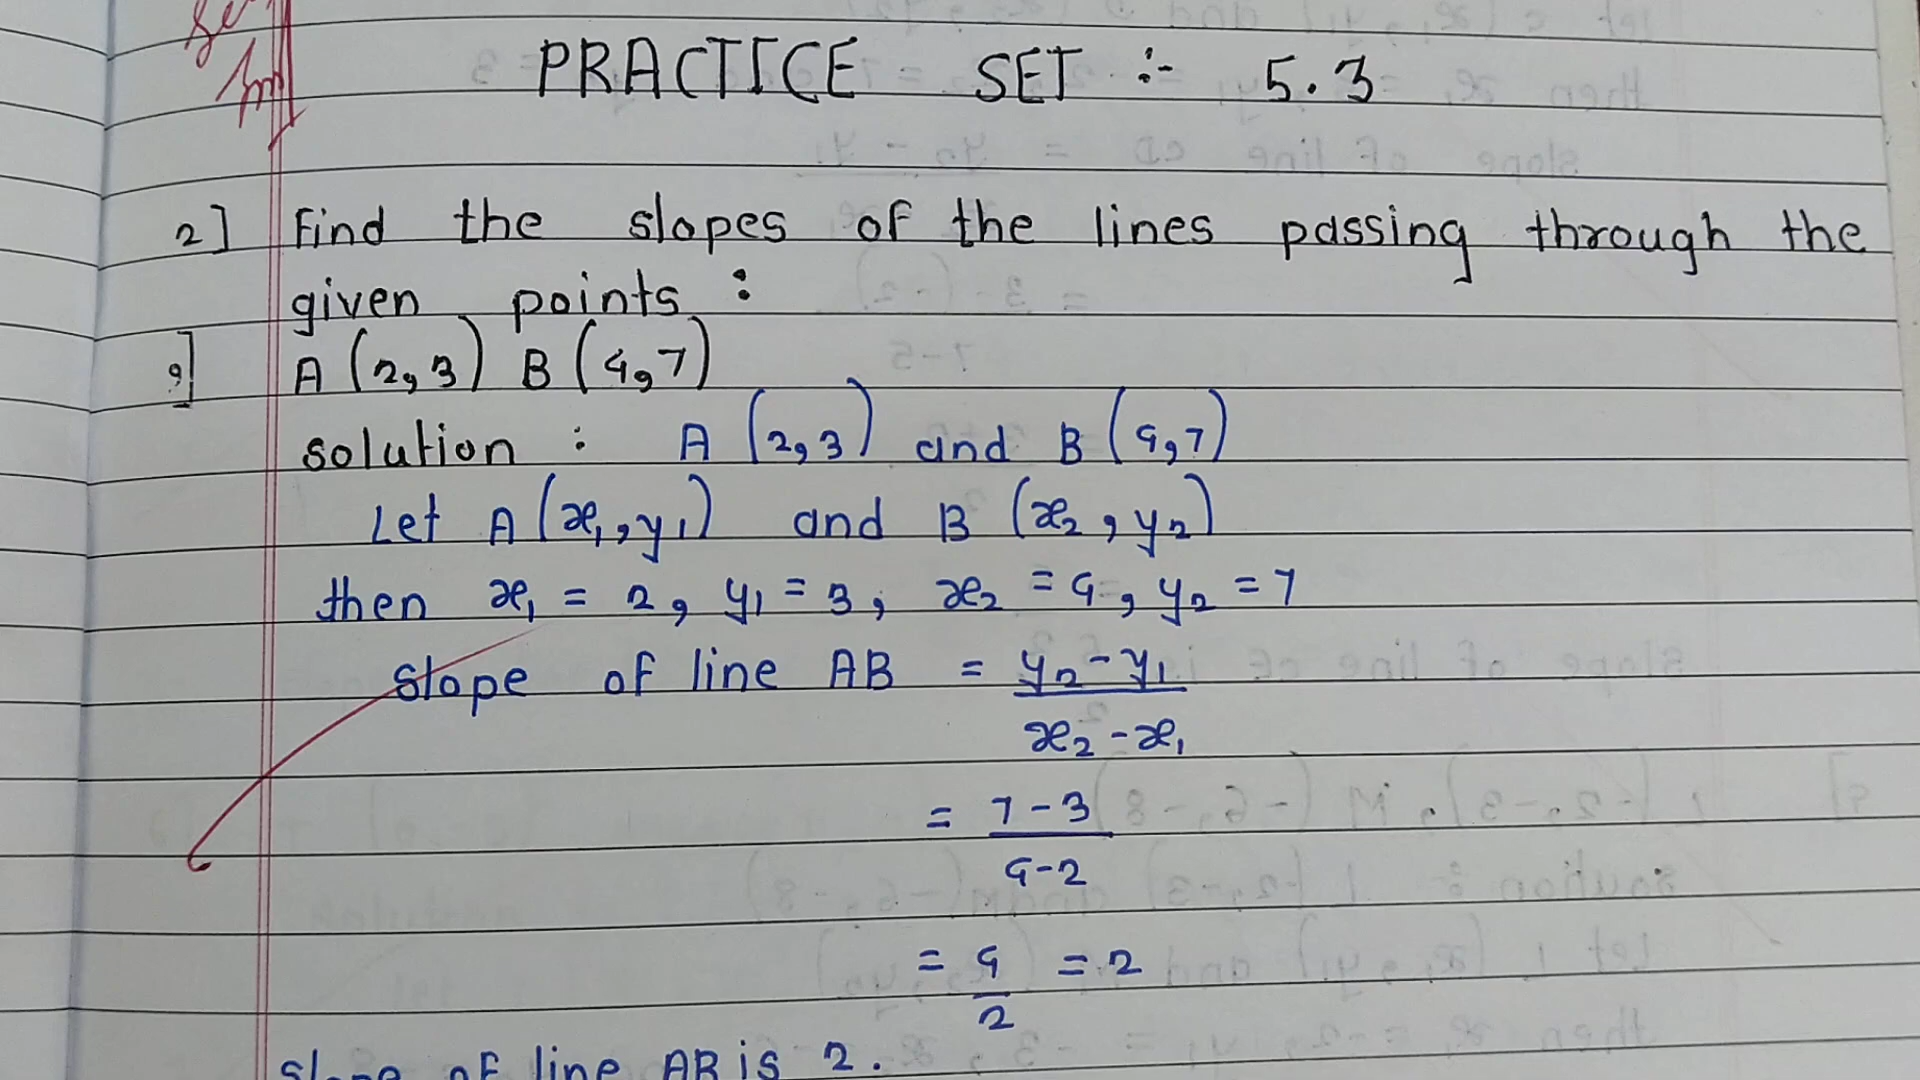 PRACTICE SET :- 5.3
2] Find the slopes of the lines passing through the
given points :
A (2,3) B (4,7)
solution : A (2,3) and B (4,7)
Let A (x₁,y₁) and B (x₂,y₂)
then x₁ = 2, y₁ = 3, x₂ = 4, y₂ = 7
slope of line AB = y₂-y₁
x₂-x₁
= 7-3
4-2
= 4 = 2
2
slope of line AB is 2.